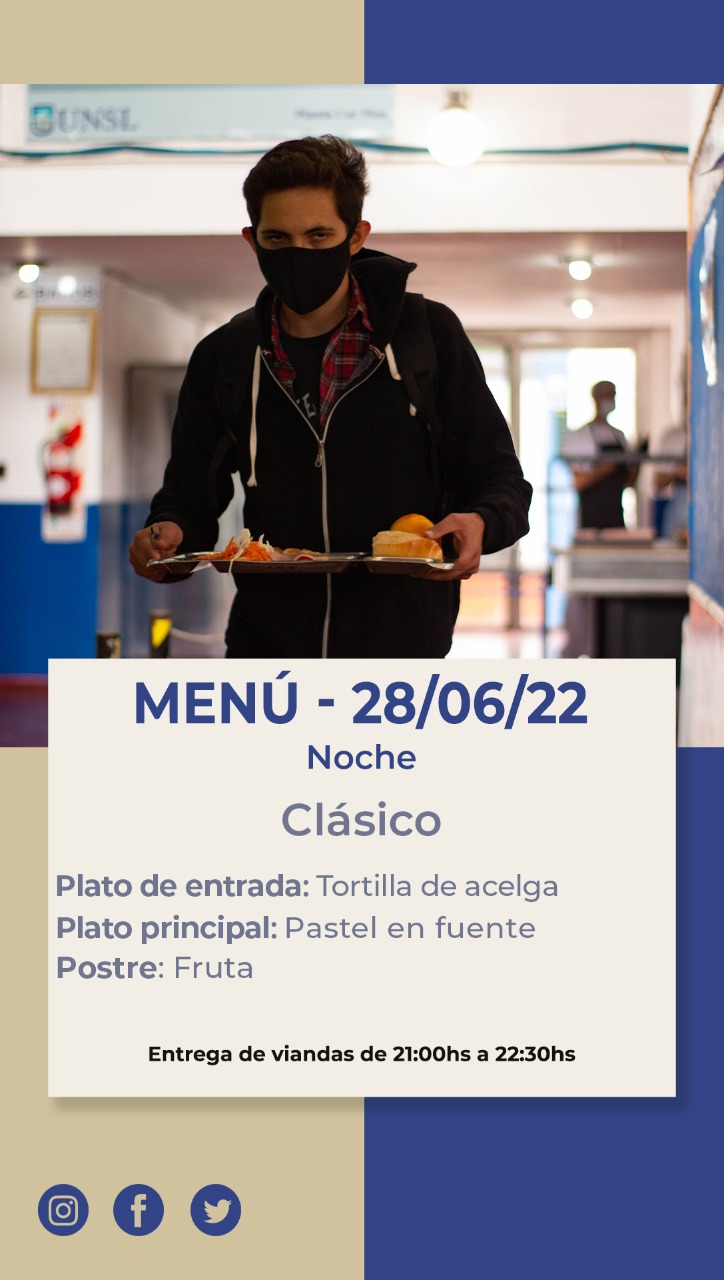 UNSL
MENÚ - 28/06/22
Noche
Clásico
Plato de entrada: Tortilla de acelga
Plato principal: Pastel en fuente
Postre: Fruta
Entrega de viandas de 21:00hs a 22:30hs